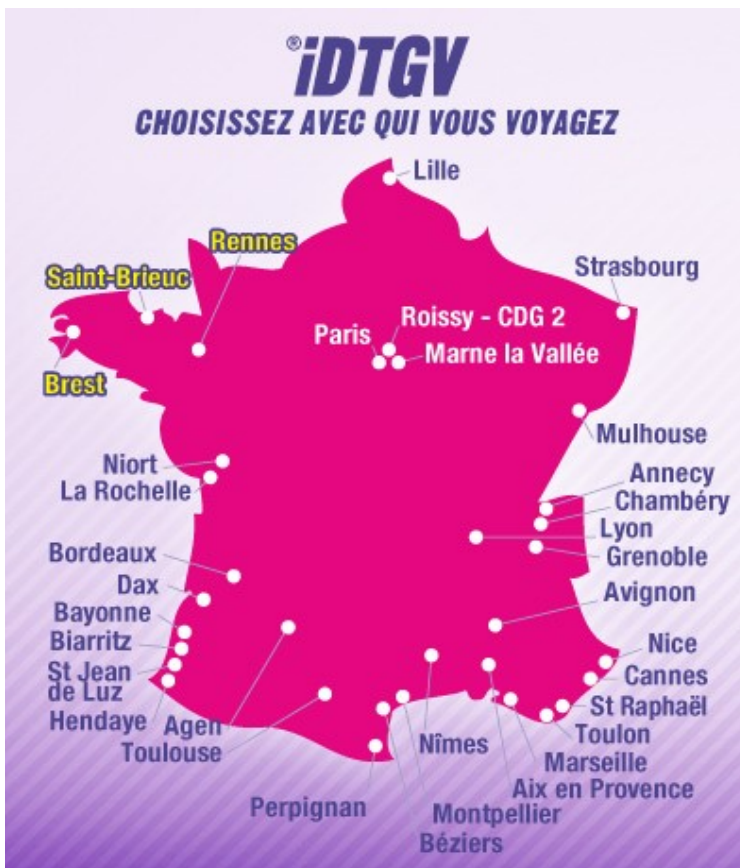 ®iDTGV
CHOISISSEZ AVEC QUI VOUS VOYAGEZ
Lille
Rennes
Saint-Brieuc
Strasbourg
Roissy - CDG 2
Paris
Marne la Vallée
Brest
Mulhouse
Niort
La Rochelle
Annecy
Chambéry
Lyon
Grenoble
Bordeaux
Dax
Bayonne
Biarritz
St Jean
de Luz
Hendaye
Avignon
Nice
Cannes
St Raphaël
Toulon
Marseille
Aix en Provence
Agen
Toulouse
Nîmes
Perpignan
Montpellier
Béziers